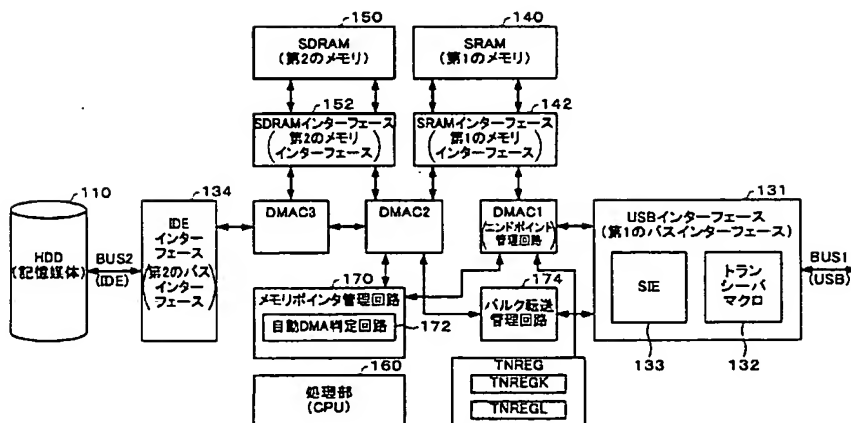 150
SDRAM
(第2のメモリ)
140
SRAM
(第1のメモリ)
152
SDRAMインターフェース
(第2のメモリ
インターフェース)
142
SRAMインターフェース
(第1のメモリ
インターフェース)
110
HDD
(記憶媒体)
BUS2
(IDE)
134
IDE
インター
フェース
(第2のバス
インター
フェース)
DMAC3
DMAC2
DMAC1
(エンドポイント
管理回路)
131
USBインターフェース
(第1のバスインターフェース)
SIE
133
トラン
シーバ
マクロ
132
BUS1
(USB)
170
メモリポインタ管理回路
自動DMA判定回路
172
174
バルク転送
管理回路
160
処理部
(CPU)
TNREG
TNREGK
TNREGL